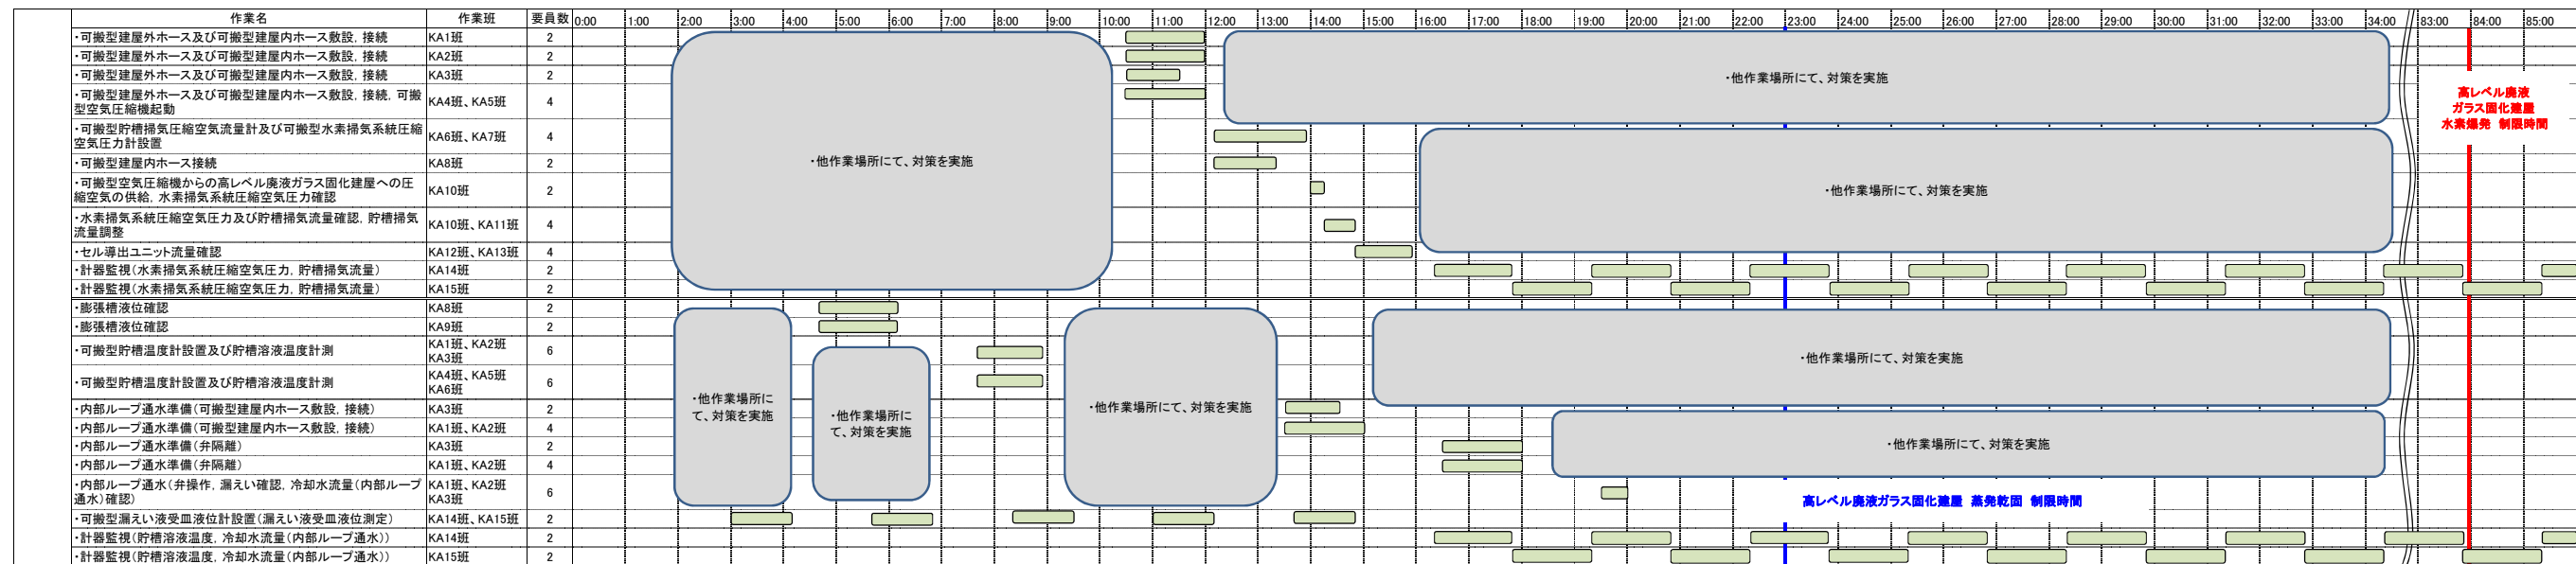 作業名 作業班 要員数 0:00 1:00 2:00 3:00 4:00 5:00 6:00 7:00 8:00 9:00 10:00 11:00 12:00 13:00 14:00 15:00 16:00 17:00 18:00 19:00 20:00 21:00 22:00 23:00 24:00 25:00 26:00 27:00 28:00 29:00 30:00 31:00 32:00 33:00 34:00 83:00 84:00 85:00
・可搬型建屋外ホース及び可搬型建屋内ホース敷設，接続 KA1班 2
・可搬型建屋外ホース及び可搬型建屋内ホース敷設，接続 KA2班 2
・可搬型建屋外ホース及び可搬型建屋内ホース敷設，接続 KA3班 2
・可搬型建屋外ホース及び可搬型建屋内ホース敷設，接続，可搬
型空気圧縮機起動 KA4班、KA5班 4
・可搬型貯槽掃気圧縮空気流量計及び可搬型水素掃気系統圧縮
空気圧力計設置 KA6班、KA7班 4
・可搬型建屋内ホース接続 KA8班 2
・可搬型空気圧縮機からの高レベル廃液ガラス固化建屋への圧
縮空気の供給，水素掃気系統圧縮空気圧力確認 KA10班 2
・水素掃気系統圧縮空気圧力及び貯槽掃気流量確認，貯槽掃気
流量調整 KA10班、KA11班 4
・セル導出ユニット流量確認 KA12班、KA13班 4
・計器監視（水素掃気系統圧縮空気圧力，貯槽掃気流量） KA14班 2
・計器監視（水素掃気系統圧縮空気圧力，貯槽掃気流量） KA15班 2
・他作業場所にて、対策を実施
・他作業場所にて、対策を実施
・他作業場所にて、対策を実施
高レベル廃液
ガラス固化建屋
水素爆発 制限時間
・膨張槽液位確認 KA8班 2
・膨張槽液位確認 KA9班 2
・可搬型貯槽温度計設置及び貯槽溶液温度計測 KA1班、KA2班
KA3班 6
・可搬型貯槽温度計設置及び貯槽溶液温度計測 KA4班、KA5班
KA6班 6
・内部ループ通水準備（可搬型建屋内ホース敷設，接続） KA3班 2
・内部ループ通水準備（可搬型建屋内ホース敷設，接続） KA1班、KA2班 4
・内部ループ通水準備（弁隔離） KA3班 2
・内部ループ通水準備（弁隔離） KA1班、KA2班 4
・内部ループ通水（弁操作，漏えい確認，冷却水流量（内部ループ
通水）確認） KA1班、KA2班
KA3班 6
・可搬型漏えい液受皿液位計設置（漏えい液受皿液位測定） KA14班、KA15班 2
・計器監視（貯槽溶液温度，冷却水流量（内部ループ通水）） KA14班 2
・計器監視（貯槽溶液温度，冷却水流量（内部ループ通水）） KA15班 2
・他作業場所に
て、対策を実施
・他作業場所に
て、対策を実施
・他作業場所にて、対策を実施
・他作業場所にて、対策を実施
・他作業場所にて、対策を実施
高レベル廃液ガラス固化建屋 蒸発乾固 制限時間